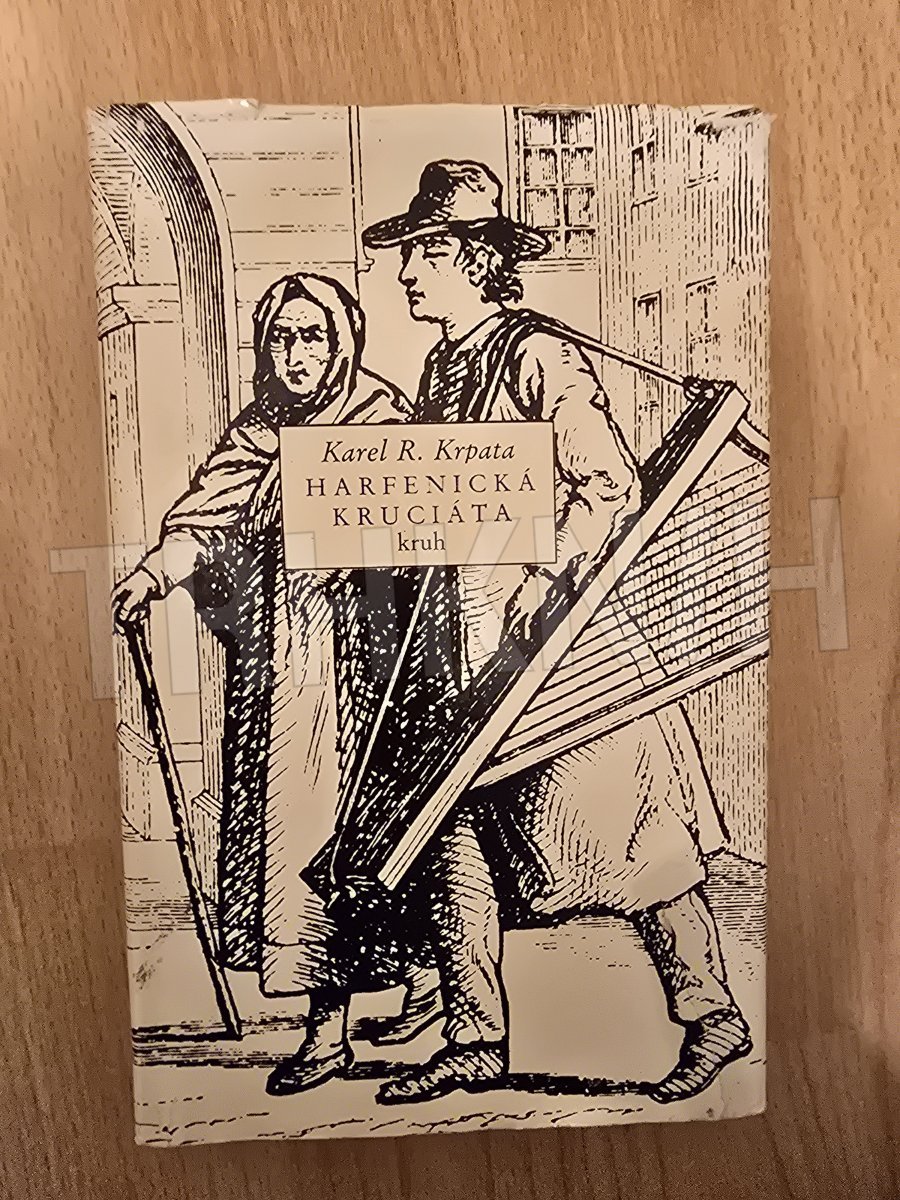 Karel R. Krpata
HARFENICKÁ
KRUCIÁTA
kruh